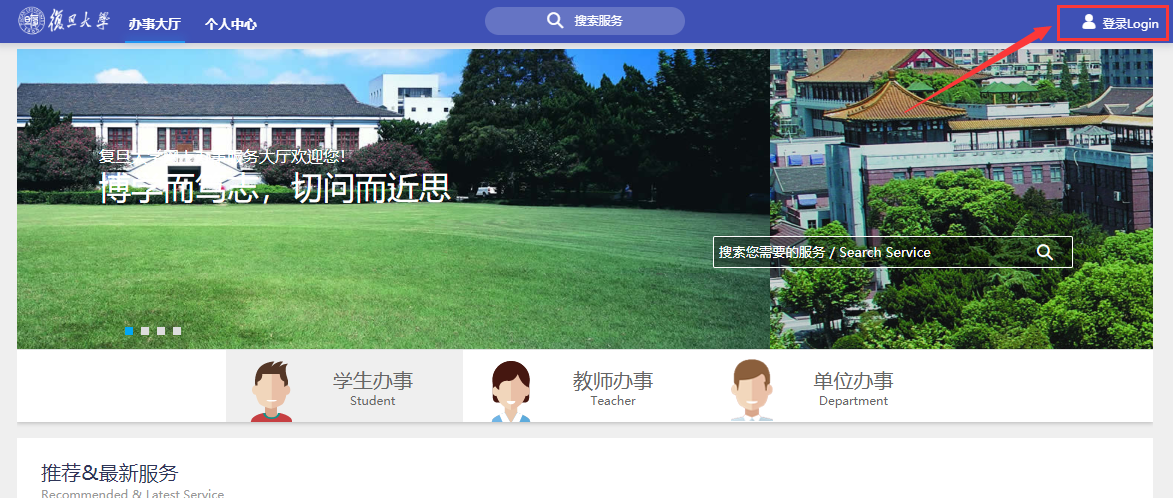 復旦大學
办事大厅
个人中心
搜索服务
登录Login
服务大厅欢迎您!
博学而笃志，切问而近思
搜索您需要的服务 / Search Service
学生办事
Student
教师办事
Teacher
单位办事
Department
推荐&最新服务
Recommended & Latest Service